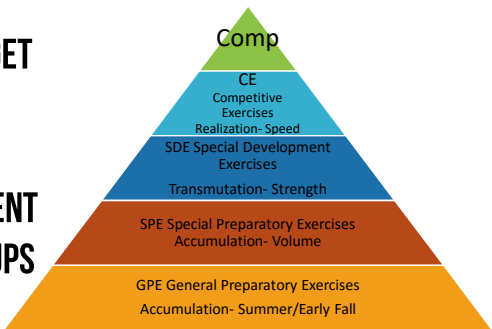 Comp
GET
CE
Competitive
Exercises
Realization- Speed
SDE Special Development
Exercises
Transmutation- Strength
ENT
SPE Special Preparatory Exercises
Accumulation- Volume
UPS
GPE General Preparatory Exercises
Accumulation- Summer/Early Fall